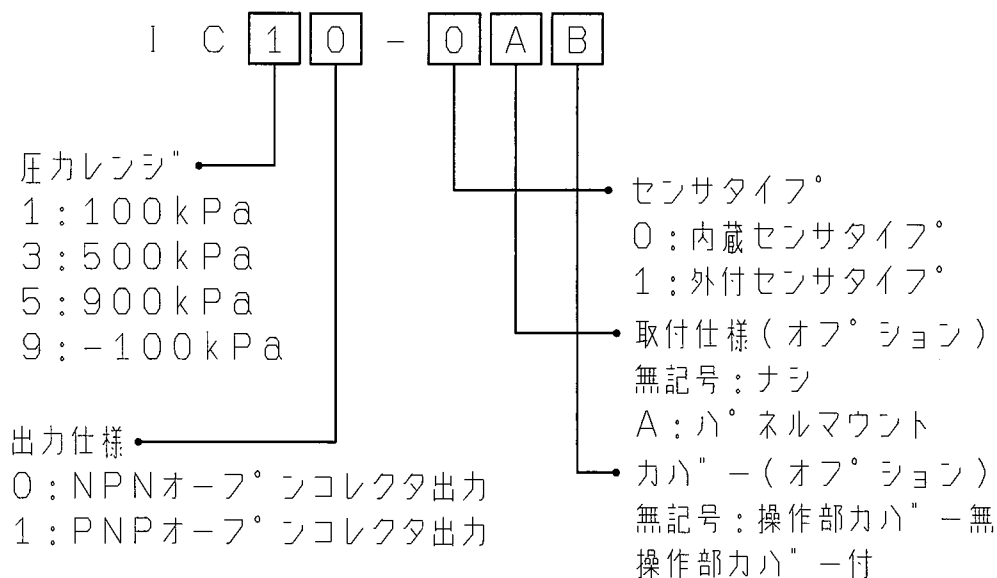 IC10-0AB
圧力レンジ
1:100kPa
3:500kPa
5:900kPa
9:-100kPa
出力仕様
0:NPNオープンコレクタ出力
1:PNPオープンコレクタ出力
センサタイプ
0:内蔵センサタイプ
1:外付センサタイプ
取付仕様(オプション)
無記号:ナシ
A:パネルマウント
カバー(オプション)
無記号:操作部カバー無
操作部カバー付